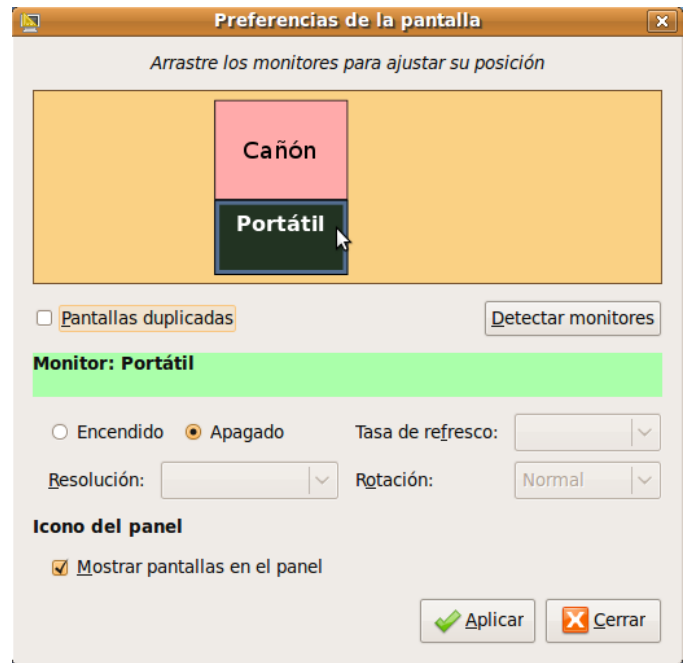 Preferencias de la pantalla
Arrastre los monitores para ajustar su posición
Cañón
Portátil
Pantallas duplicadas
Detectar monitores
Monitor: Portátil
Encendido Apagado Tasa de refresco:
Resolución: Rotación: Normal
Icono del panel
Mostrar pantallas en el panel
Aplicar Cerrar